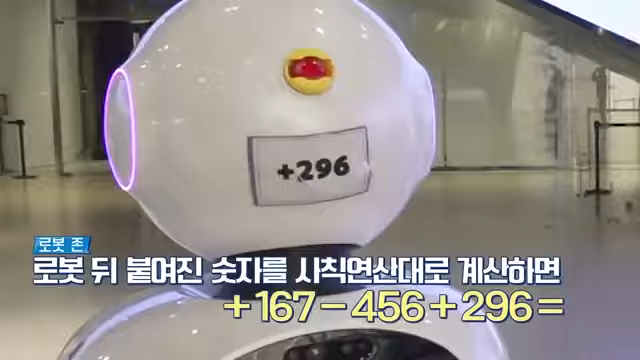 +296
로봇 존
로봇 뒤 붙여진 숫자를 사칙연산대로 계산하면
+167-456+296=